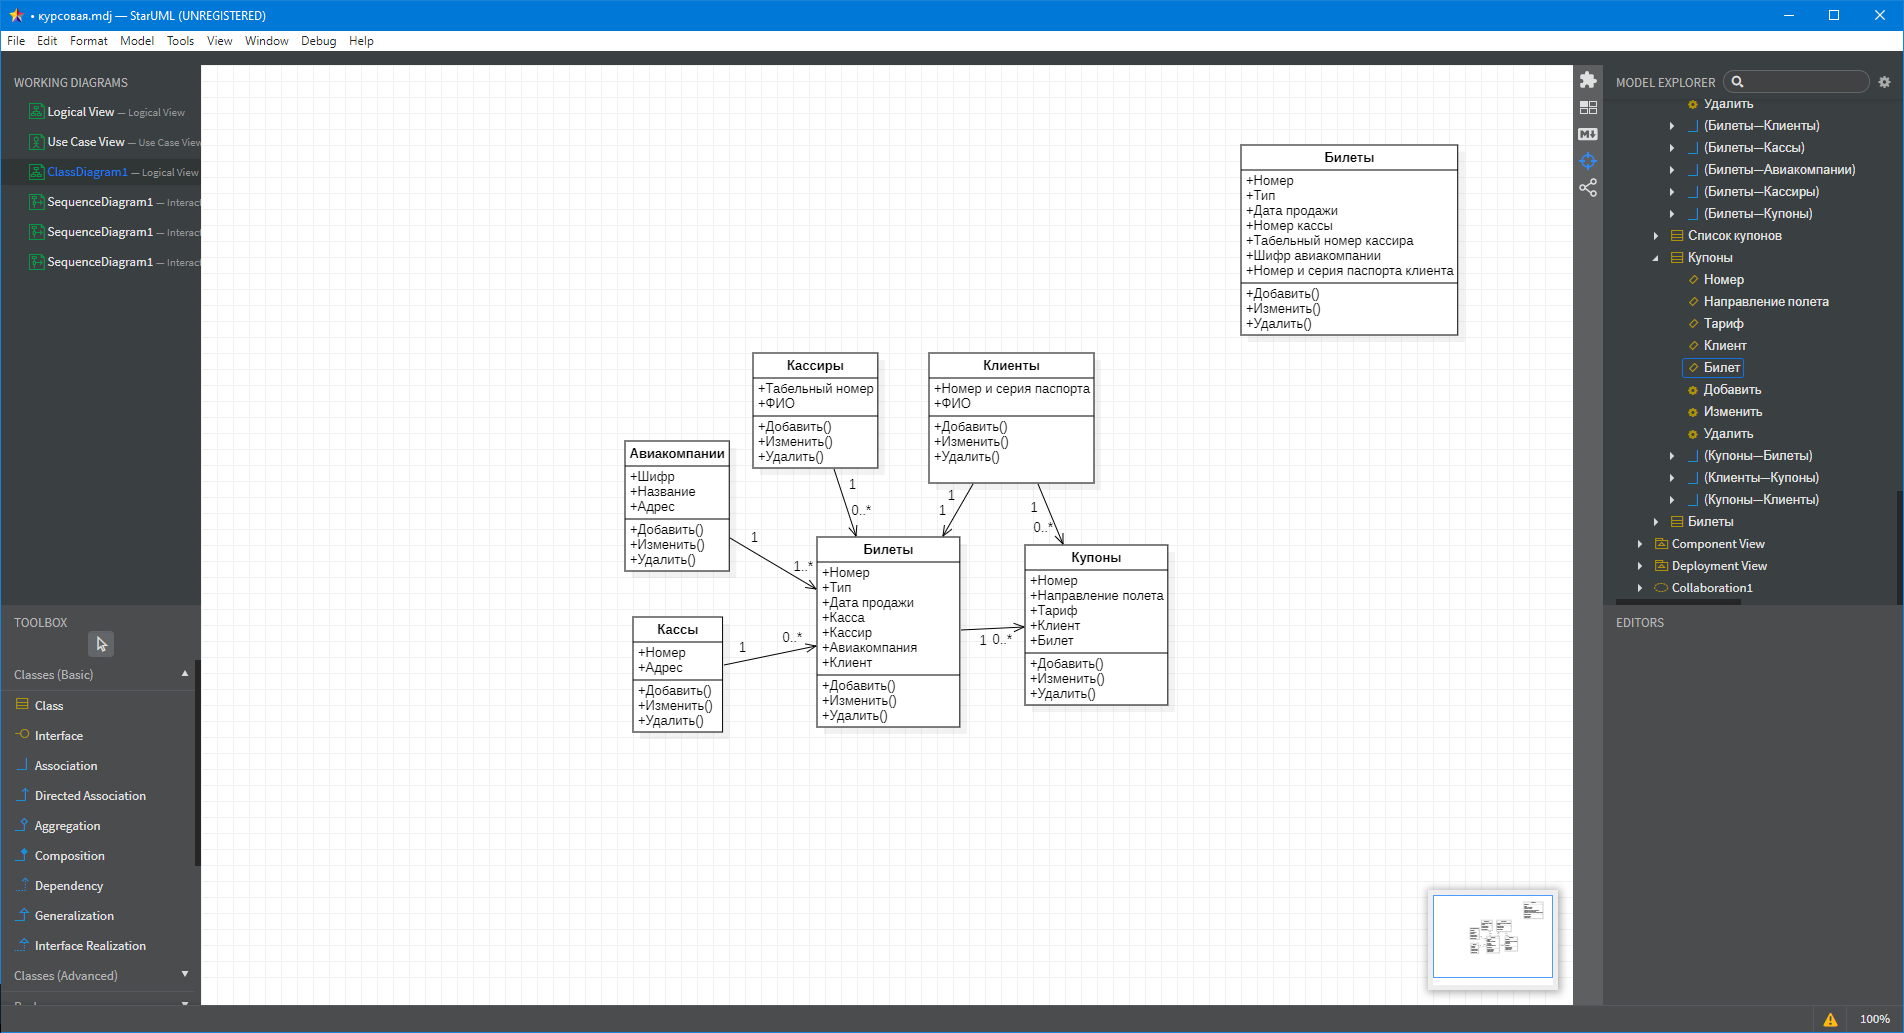 • курсовая.mdj — StarUML (UNREGISTERED)
File Edit Format Model Tools View Window Debug Help
WORKING DIAGRAMS
Logical View — Logical View
Use Case View — Use Case View
ClassDiagram1 — Logical View
SequenceDiagram1 — Interact
SequenceDiagram1 — Interact
SequenceDiagram1 — Interact
TOOLBOX
Classes (Basic)
Class
Interface
Association
Directed Association
Aggregation
Composition
Dependency
Generalization
Interface Realization
Classes (Advanced)
Билеты
+Номер
+Тип
+Дата продажи
+Номер кассы
+Табельный номер кассира
+Шифр авиакомпании
+Номер и серия паспорта клиента
+Добавить()
+Изменить()
+Удалить()
Кассиры
+Табельный номер
+ФИО
+Добавить()
+Изменить()
+Удалить()
Клиенты
+Номер и серия паспорта
+ФИО
+Добавить()
+Изменить()
+Удалить()
Авиакомпании
+Шифр
+Название
+Адрес
+Добавить()
+Изменить()
+Удалить()
1
0..*
1
1
1
0..*
1
1..*
Кассы
+Номер
+Адрес
+Добавить()
+Изменить()
+Удалить()
1
0..*
Билеты
+Номер
+Тип
+Дата продажи
+Касса
+Кассир
+Авиакомпания
+Клиент
+Добавить()
+Изменить()
+Удалить()
1 0..*
Купоны
+Номер
+Направление полета
+Тариф
+Клиент
+Билет
+Добавить()
+Изменить()
+Удалить()
M
MODEL EXPLORER
Удалить
(Билеты—Клиенты)
(Билеты—Кассы)
(Билеты—Авиакомпании)
(Билеты—Кассиры)
(Билеты—Купоны)
Список купонов
Купоны
Номер
Направление полета
Тариф
Клиент
Билет
Добавить
Изменить
Удалить
(Купоны—Билеты)
(Клиенты—Купоны)
(Купоны—Клиенты)
Билеты
Component View
Deployment View
Collaboration1
EDITORS
100%